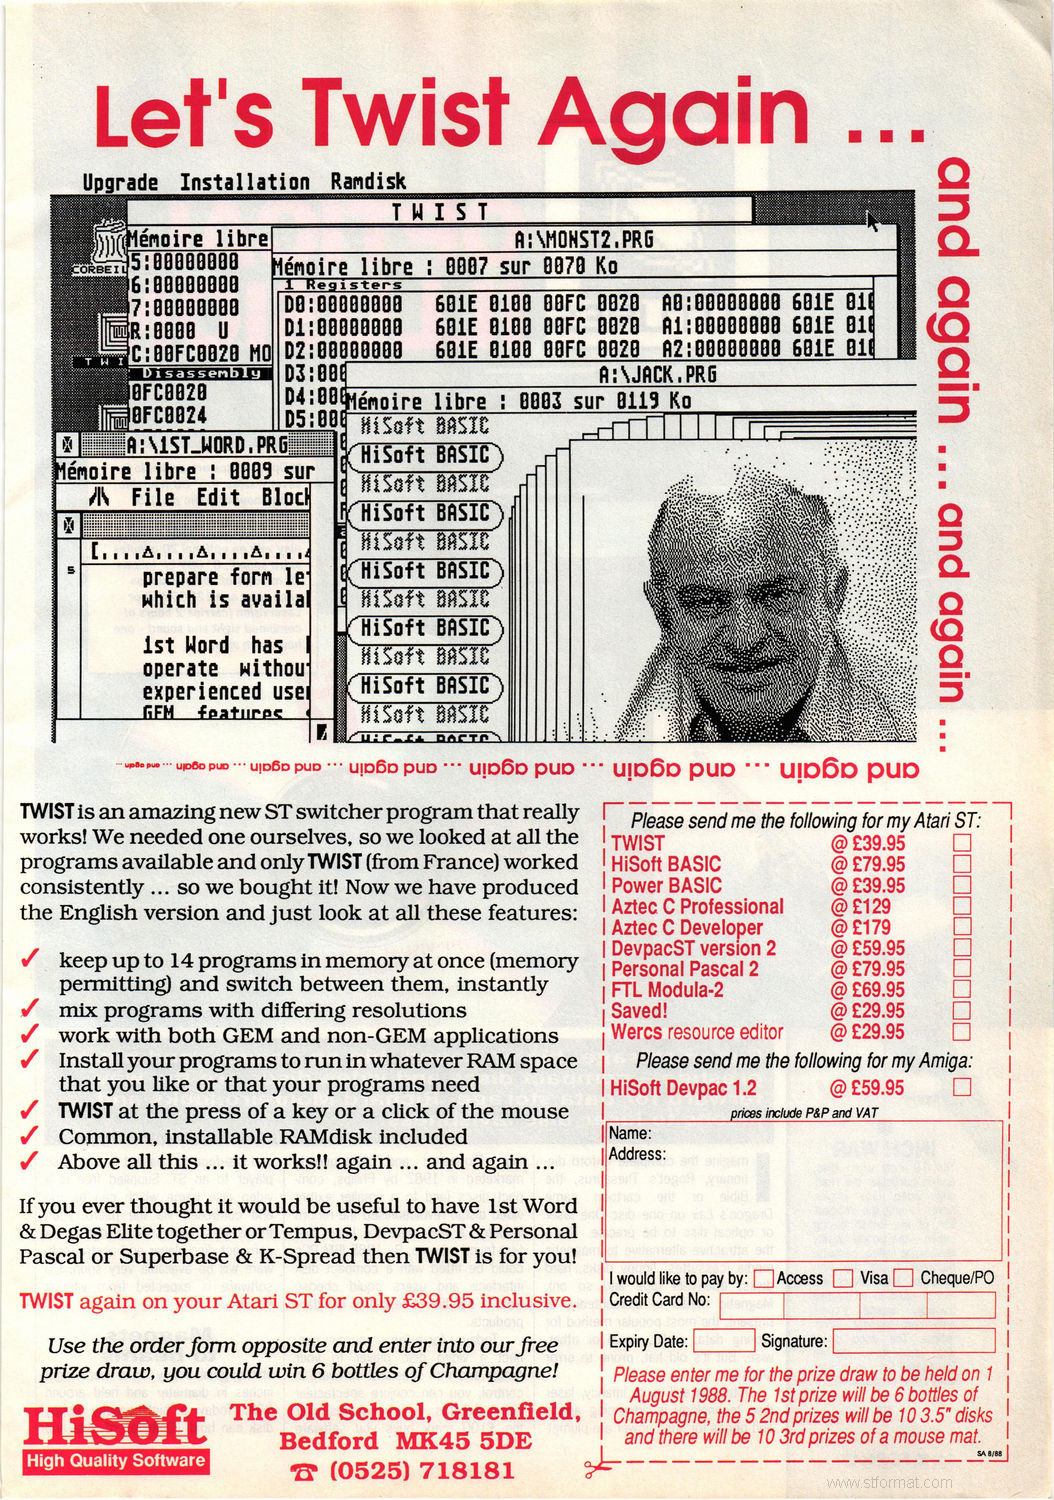 Let's Twist Again ...
and again ... and again ...
Upgrade Installation Ramdisk
T W I S T
Mémoire libre
5:00000000
6:00000000
7:00000000
R:0000 U
C:00FC0020 MO
Disassembly
0FC0020
0FC0024
CORBEIL
T W I
A:\MONST2.PRG
Mémoire libre : 0007 sur 0070 Ko
1 Registers
D0:00000000 601E 0100 00FC 0020 A0:00000000 601E 010
D1:00000000 601E 0100 00FC 0020 A1:00000000 601E 010
D2:00000000 601E 0100 00FC 0020 A2:00000000 601E 010
D3:000
D4:000
D5:000
A:\JACK.PRG
Mémoire libre : 0003 sur 0119 Ko
HiSoft BASIC
HiSoft BASIC
HiSoft BASIC
HiSoft BASIC
HiSoft BASIC
HiSoft BASIC
HiSoft BASIC
HiSoft BASIC
HiSoft BASIC
HiSoft BASIC
HiSoft BASIC
HiSoft BASIC
A:\1ST_WORD.PRG
Mémoire libre : 0009 sur
File Edit Block
s
prepare form let
which is availal
1st Word has
operate without
experienced user
GEM features
and again ... and again ... and again ... and again ... and again ... and again ... and again ...
TWIST is an amazing new ST switcher program that really
works! We needed one ourselves, so we looked at all the
programs available and only TWIST (from France) worked
consistently ... so we bought it! Now we have produced
the English version and just look at all these features:
✓ keep up to 14 programs in memory at once (memory
permitting) and switch between them, instantly
✓ mix programs with differing resolutions
✓ work with both GEM and non-GEM applications
✓ Install your programs to run in whatever RAM space
that you like or that your programs need
✓ TWIST at the press of a key or a click of the mouse
✓ Common, installable RAMdisk included
✓ Above all this ... it works!! again ... and again ...
If you ever thought it would be useful to have 1st Word
& Degas Elite together or Tempus, DevpacST & Personal
Pascal or Superbase & K-Spread then TWIST is for you!
TWIST again on your Atari ST for only £39.95 inclusive.
Use the order form opposite and enter into our free
prize draw, you could win 6 bottles of Champagne!
HiSoft
High Quality Software
The Old School, Greenfield,
Bedford MK45 5DE
☎ (0525) 718181
Please send me the following for my Atari ST:
TWIST @ £39.95
HiSoft BASIC @ £79.95
Power BASIC @ £39.95
Aztec C Professional @ £129
Aztec C Developer @ £179
DevpacST version 2 @ £59.95
Personal Pascal 2 @ £79.95
FTL Modula-2 @ £69.95
Saved! @ £29.95
Wercs resource editor @ £29.95
Please send me the following for my Amiga:
HiSoft Devpac 1.2 @ £59.95
prices include P&P and VAT
Name:
Address:
I would like to pay by: Access Visa Cheque/PO
Credit Card No:
Expiry Date: Signature:
Please enter me for the prize draw to be held on 1
August 1988. The 1st prize will be 6 bottles of
Champagne, the 5 2nd prizes will be 10 3.5" disks
and there will be 10 3rd prizes of a mouse mat.
SA 8/88
www.stformat.com